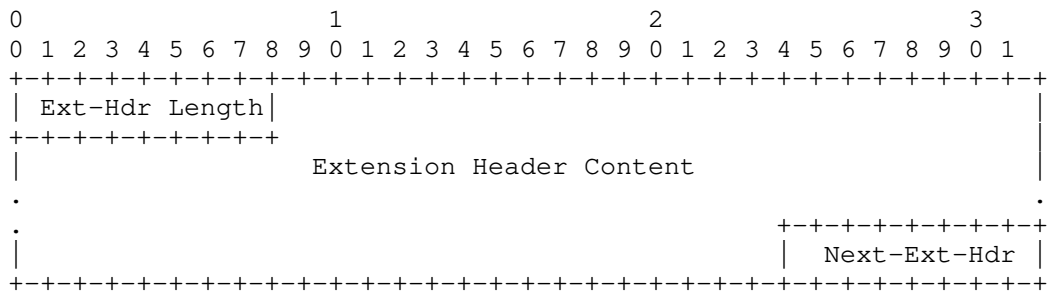 0                   1                   2                   3
0 1 2 3 4 5 6 7 8 9 0 1 2 3 4 5 6 7 8 9 0 1 2 3 4 5 6 7 8 9 0 1
+-+-+-+-+-+-+-+-+-+-+-+-+-+-+-+-+-+-+-+-+-+-+-+-+-+-+-+-+-+-+-+-+
| Ext-Hdr Length|                                               |
+-+-+-+-+-+-+-+-+                                               |
|                  Extension Header Content                     |
.                                                               .
.                                               +-+-+-+-+-+-+-+-+
|                                               |  Next-Ext-Hdr |
+-+-+-+-+-+-+-+-+-+-+-+-+-+-+-+-+-+-+-+-+-+-+-+-+-+-+-+-+-+-+-+-+